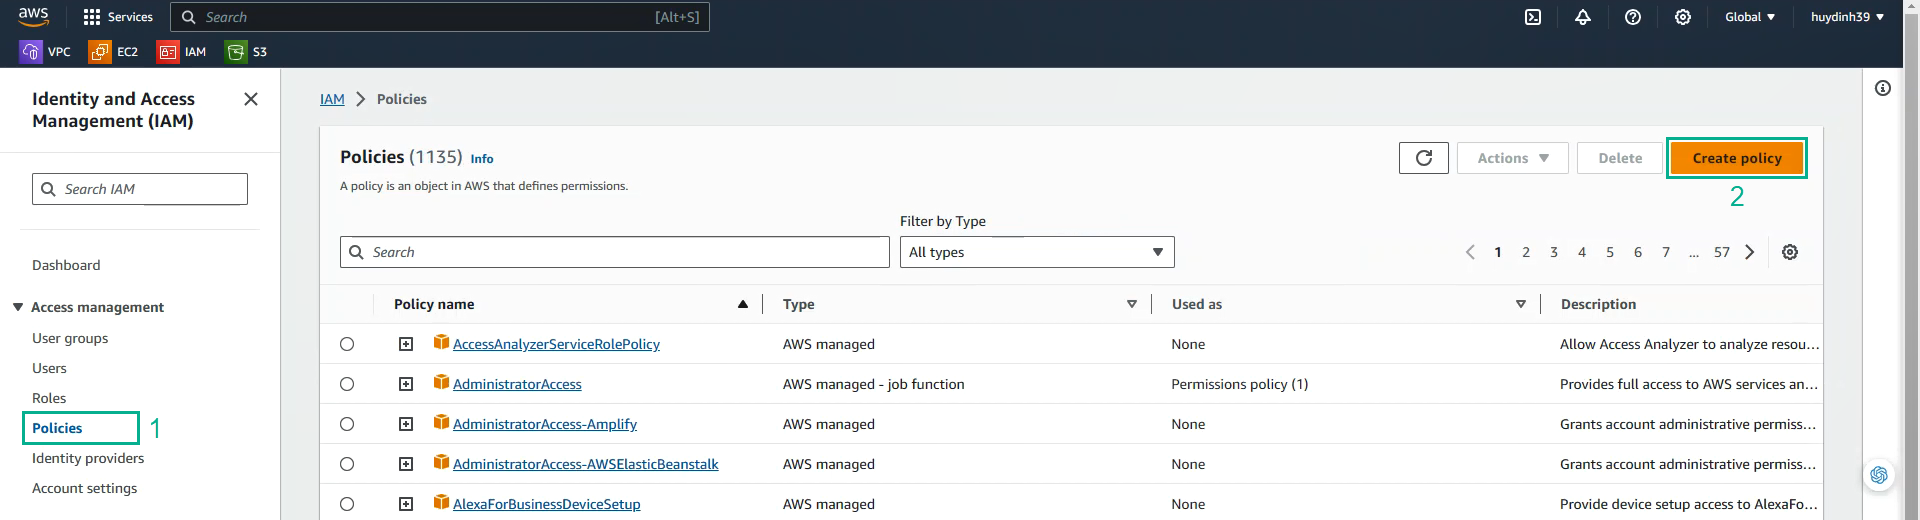 aws
Services
Search
[Alt+S]
Global
huydinh39
VPC
EC2
IAM
S3
Identity and Access
Management (IAM)
Search IAM
Dashboard
Access management
User groups
Users
Roles
Policies
1
Identity providers
Account settings
IAM > Policies
Policies (1135) Info
A policy is an object in AWS that defines permissions.
Actions
Delete
Create policy
2
Filter by Type
Search
All types
1 2 3 4 5 6 7 ... 57
Policy name Type Used as Description
AccessAnalyzerServiceRolePolicy AWS managed None Allow Access Analyzer to analyze resou...
AdministratorAccess AWS managed - job function Permissions policy (1) Provides full access to AWS services an...
AdministratorAccess-Amplify AWS managed None Grants account administrative permiss...
AdministratorAccess-AWSElasticBeanstalk AWS managed None Grants account administrative permiss...
AlexaForBusinessDeviceSetup AWS managed None Provide device setup access to AlexaFo...